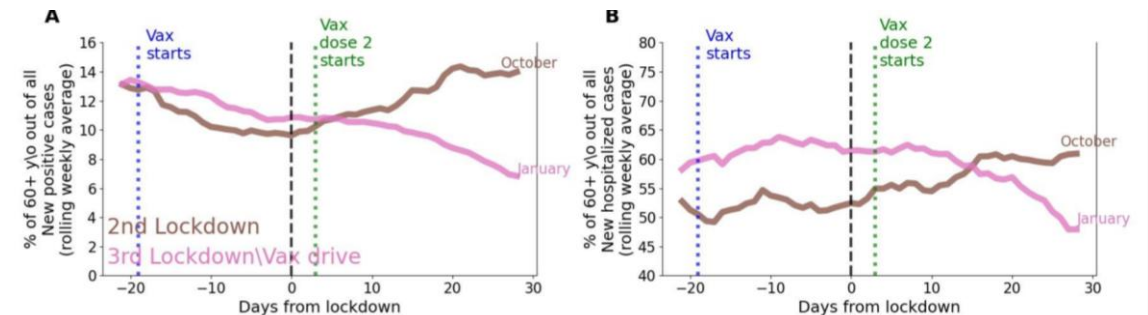 A
% of 60+ y\o out of all
New positive cases
(rolling weekly average)
16
14
12
10
8
6
4
2
0
Vax
starts
Vax
dose 2
starts
October
January
2nd Lockdown
3rd Lockdown\Vax drive
−20 −10 0 10 20 30
Days from lockdown
B
% of 60+ y\o out of all
New hospitalized cases
(rolling weekly average)
80
75
70
65
60
55
50
45
40
Vax
starts
Vax
dose 2
starts
October
January
−20 −10 0 10 20 30
Days from lockdown